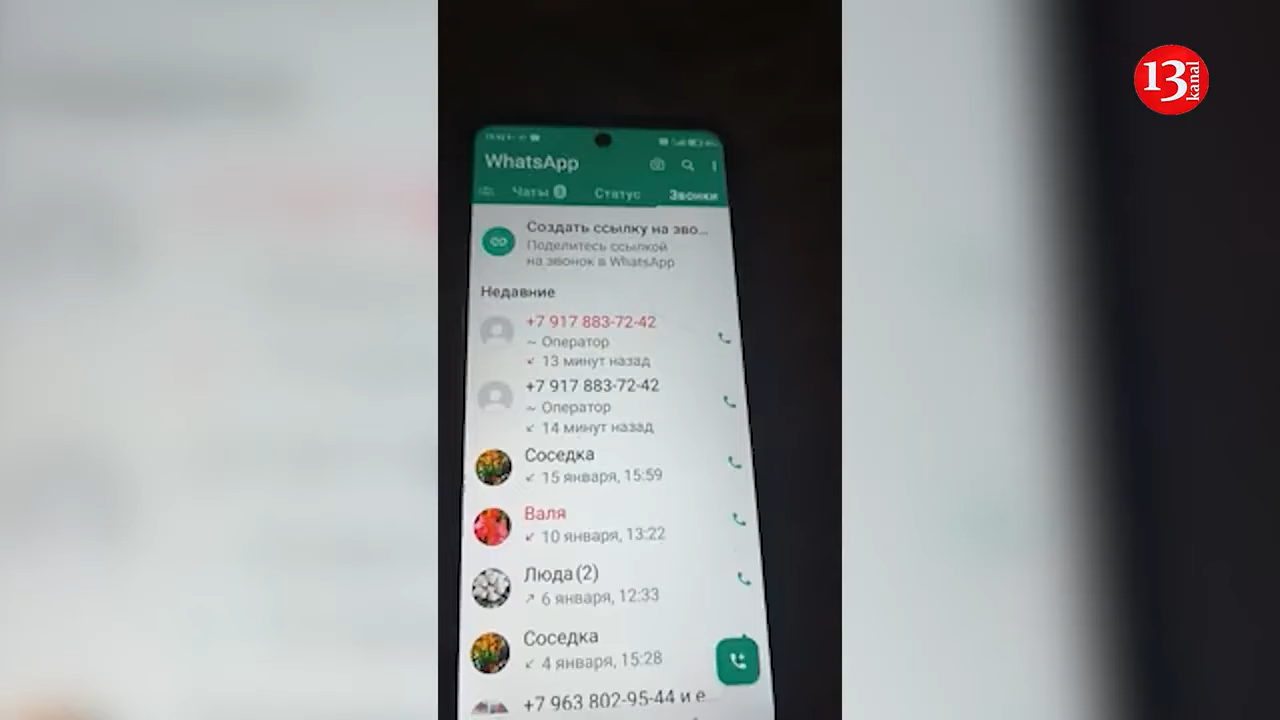 13
kanal
WhatsApp
Чаты
Статус
Звонки
Создать ссылку на зво...
Поделитесь ссылкой
на звонок в WhatsApp
Недавние
+7 917 883-72-42
~ Оператор
13 минут назад
+7 917 883-72-42
~ Оператор
14 минут назад
Соседка
15 января, 15:59
Валя
10 января, 13:22
Люда (2)
6 января, 12:33
Соседка
4 января, 15:28
+7 963 802-95-44 и е...